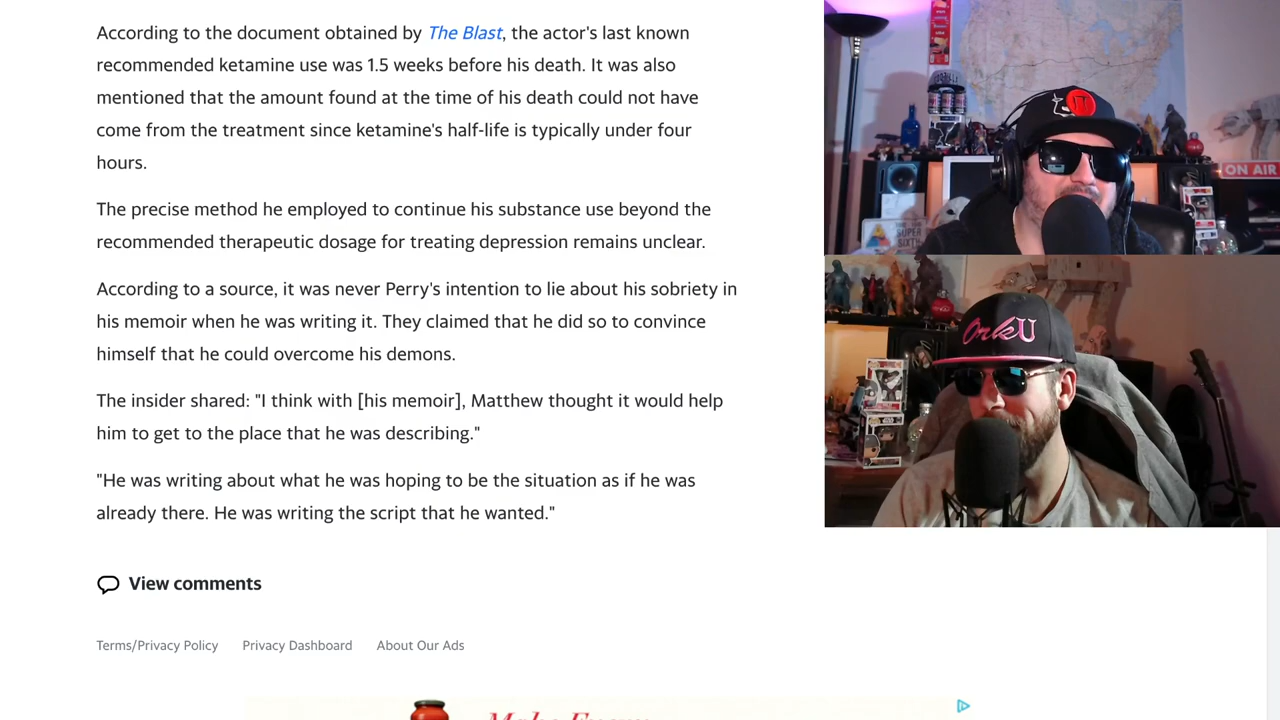 According to the document obtained by The Blast, the actor's last known
recommended ketamine use was 1.5 weeks before his death. It was also
mentioned that the amount found at the time of his death could not have
come from the treatment since ketamine's half-life is typically under four
hours.
The precise method he employed to continue his substance use beyond the
recommended therapeutic dosage for treating depression remains unclear.
According to a source, it was never Perry's intention to lie about his sobriety in
his memoir when he was writing it. They claimed that he did so to convince
himself that he could overcome his demons.
The insider shared: "I think with [his memoir], Matthew thought it would help
him to get to the place that he was describing."
"He was writing about what he was hoping to be the situation as if he was
already there. He was writing the script that he wanted."
View comments
Terms/Privacy Policy Privacy Dashboard About Our Ads
ON AIR
SUPER
SIXTH
OrkU